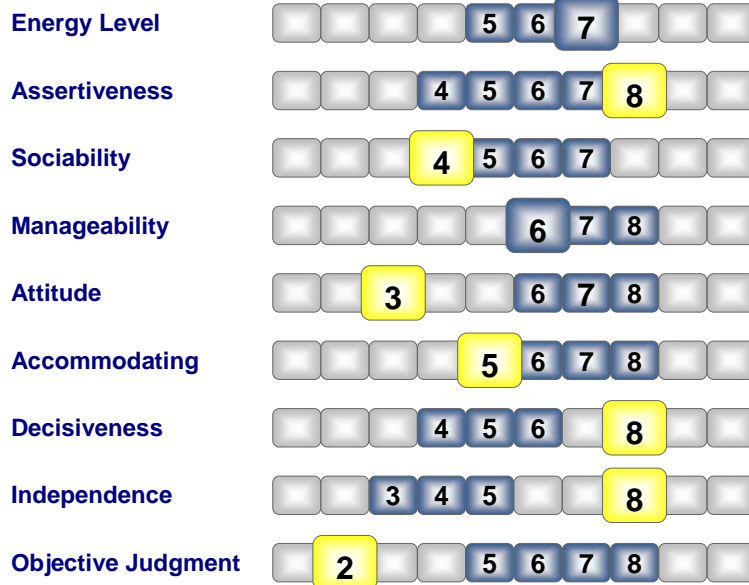 Energy Level 5 6 7
Assertiveness 4 5 6 7 8
Sociability 4 5 6 7
Manageability 6 7 8
Attitude 3 6 7 8
Accommodating 5 6 7 8
Decisiveness 4 5 6 8
Independence 3 4 5 8
Objective Judgment 2 5 6 7 8